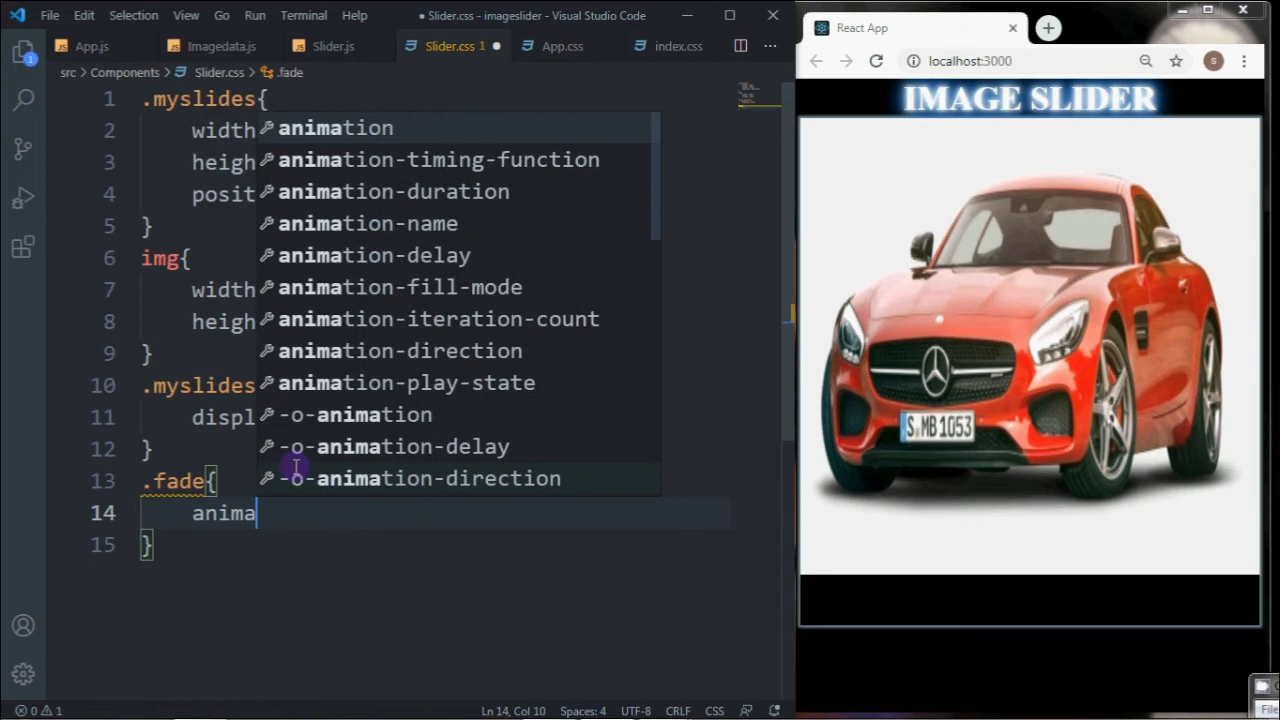 File Edit Selection View Go Run Terminal Help
● Slider.css - imageslider - Visual Studio Code
App.js Imagedata.js Slider.js Slider.css 1 ● App.css index.css ...
src > Components > Slider.css > .fade
1 .myslides{
2 width
3 heigh
4 posit
5 }
6 img{
7 width
8 heigh
9 }
10 .myslides
11 displ
12 }
13 .fade{
14 anima
15 }
animation
animation-timing-function
animation-duration
animation-name
animation-delay
animation-fill-mode
animation-iteration-count
animation-direction
animation-play-state
-o-animation
-o-animation-delay
-o-animation-direction
1
0 1 Ln 14, Col 10 Spaces: 4 UTF-8 CRLF CSS
React App
localhost:3000
S
IMAGE SLIDER
S MB 1053
File